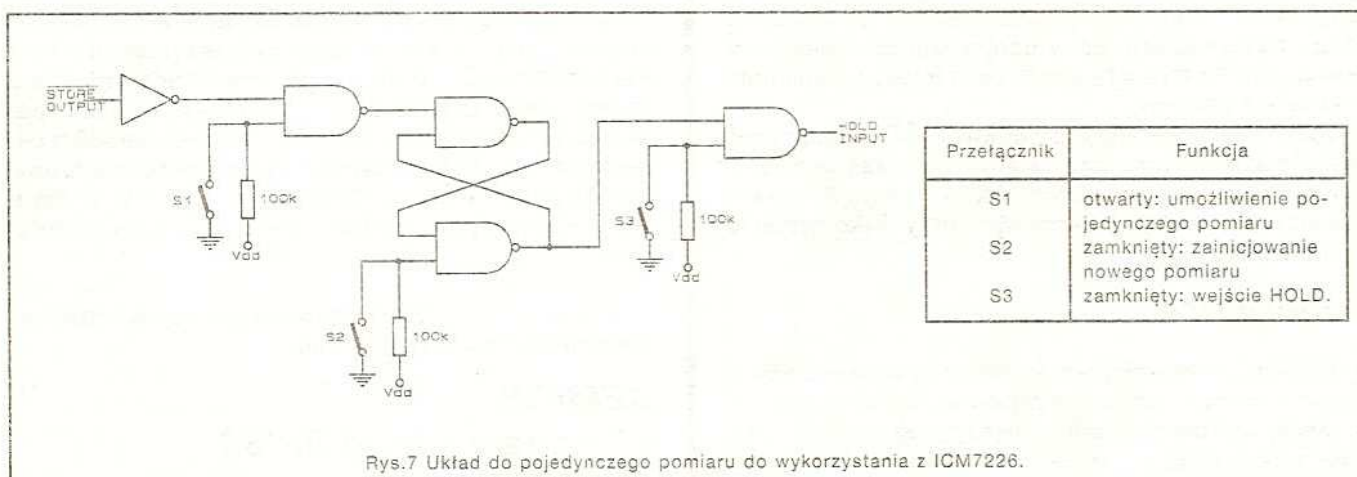 STORE
OUTPUT
S1
100k
Vdd
S2
100k
Vdd
S3
100k
Vdd
HOLD
INPUT
Przełącznik Funkcja
S1 otwarty: umożliwienie po-
jedynczego pomiaru
S2 zamknięty: zainicjowanie
nowego pomiaru
S3 zamknięty: wejście HOLD.
Rys.7 Układ do pojedynczego pomiaru do wykorzystania z ICM7226.